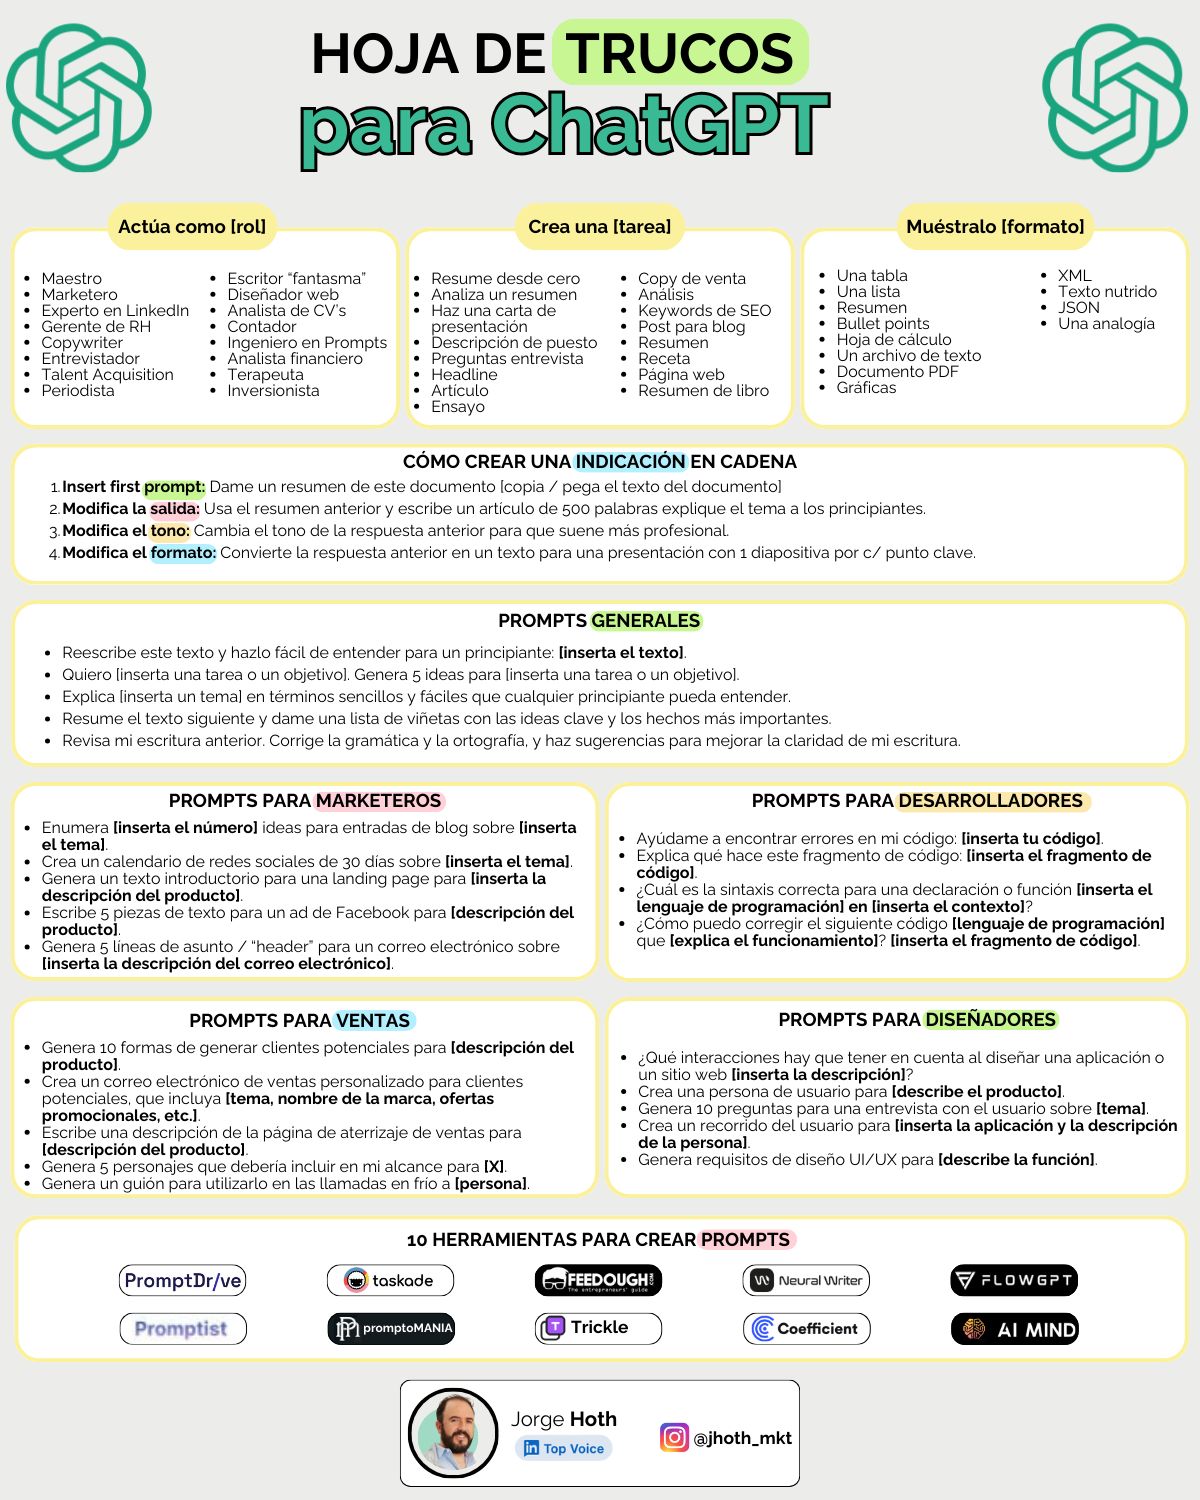 HOJA DE TRUCOS
para ChatGPT
Actúa como [rol]
• Maestro
• Marketero
• Experto en LinkedIn
• Gerente de RH
• Copywriter
• Entrevistador
• Talent Acquisition
• Periodista
• Escritor “fantasma”
• Diseñador web
• Analista de CV's
• Contador
• Ingeniero en Prompts
• Analista financiero
• Terapeuta
• Inversionista
Crea una [tarea]
• Resume desde cero
• Analiza un resumen
• Haz una carta de
presentación
• Descripción de puesto
• Preguntas entrevista
• Headline
• Artículo
• Ensayo
• Copy de venta
• Análisis
• Keywords de SEO
• Post para blog
• Resumen
• Receta
• Página web
• Resumen de libro
Muéstralo [formato]
• Una tabla
• Una lista
• Resumen
• Bullet points
• Hoja de cálculo
• Un archivo de texto
• Documento PDF
• Gráficas
• XML
• Texto nutrido
• JSON
• Una analogía
CÓMO CREAR UNA INDICACIÓN EN CADENA
1. Insert first prompt: Dame un resumen de este documento [copia / pega el texto del documento]
2. Modifica la salida: Usa el resumen anterior y escribe un artículo de 500 palabras explique el tema a los principiantes.
3. Modifica el tono: Cambia el tono de la respuesta anterior para que suene más profesional.
4. Modifica el formato: Convierte la respuesta anterior en un texto para una presentación con 1 diapositiva por c/ punto clave.
PROMPTS GENERALES
• Reescribe este texto y hazlo fácil de entender para un principiante: [inserta el texto].
• Quiero [inserta una tarea o un objetivo]. Genera 5 ideas para [inserta una tarea o un objetivo].
• Explica [inserta un tema] en términos sencillos y fáciles que cualquier principiante pueda entender.
• Resume el texto siguiente y dame una lista de viñetas con las ideas clave y los hechos más importantes.
• Revisa mi escritura anterior. Corrige la gramática y la ortografía, y haz sugerencias para mejorar la claridad de mi escritura.
PROMPTS PARA MARKETEROS
• Enumera [inserta el número] ideas para entradas de blog sobre [inserta
el tema].
• Crea un calendario de redes sociales de 30 días sobre [inserta el tema].
• Genera un texto introductorio para una landing page para [inserta la
descripción del producto].
• Escribe 5 piezas de texto para un ad de Facebook para [descripción del
producto].
• Genera 5 líneas de asunto / “header” para un correo electrónico sobre
[inserta la descripción del correo electrónico].
PROMPTS PARA DESARROLLADORES
• Ayúdame a encontrar errores en mi código: [inserta tu código].
• Explica qué hace este fragmento de código: [inserta el fragmento de
código].
• ¿Cuál es la sintaxis correcta para una declaración o función [inserta el
lenguaje de programación] en [inserta el contexto]?
• ¿Cómo puedo corregir el siguiente código [lenguaje de programación]
que [explica el funcionamiento]? [inserta el fragmento de código].
PROMPTS PARA VENTAS
• Genera 10 formas de generar clientes potenciales para [descripción del
producto].
• Crea un correo electrónico de ventas personalizado para clientes
potenciales, que incluya [tema, nombre de la marca, ofertas
promocionales, etc.].
• Escribe una descripción de la página de aterrizaje de ventas para
[descripción del producto].
• Genera 5 personajes que debería incluir en mi alcance para [X].
• Genera un guión para utilizarlo en las llamadas en frío a [persona].
PROMPTS PARA DISEÑADORES
• ¿Qué interacciones hay que tener en cuenta al diseñar una aplicación o
un sitio web [inserta la descripción]?
• Crea una persona de usuario para [describe el producto].
• Genera 10 preguntas para una entrevista con el usuario sobre [tema].
• Crea un recorrido del usuario para [inserta la aplicación y la descripción
de la persona].
• Genera requisitos de diseño UI/UX para [describe la función].
10 HERRAMIENTAS PARA CREAR PROMPTS
PromptDr/ve
taskade
FEEDOUGH.COM
The entrepreneurs' guide
Neural Writer
FLOWGPT
Promptist
promptoMANIA
T Trickle
Coefficient
AI MIND
Jorge Hoth
in Top Voice
@jhoth_mkt